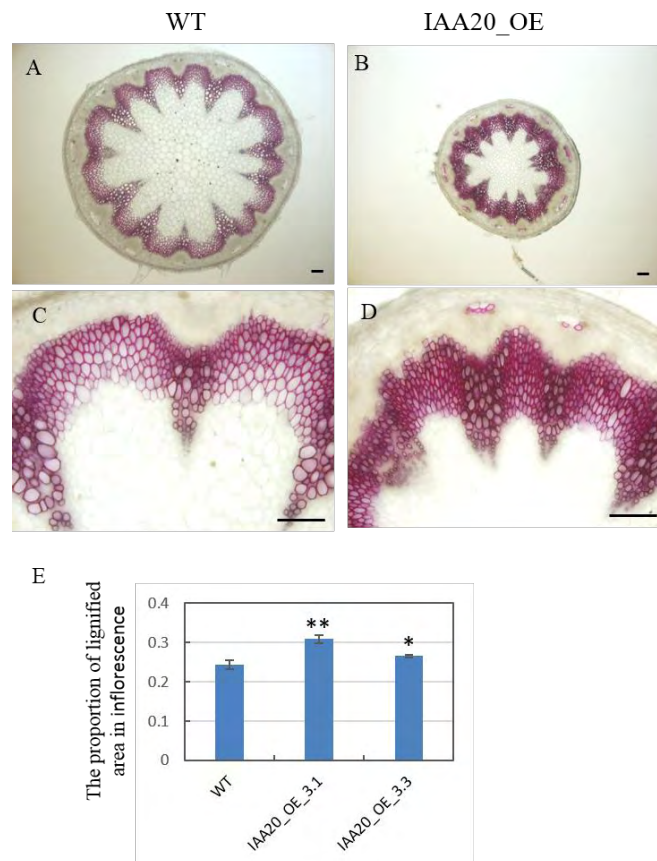 WT
IAA20_OE
A
B
C
D
E
The proportion of lignified
area in inflorescence
0.4
0.3
0.2
0.1
0
**
*
WT
IAA20_OE_3.1
IAA20_OE_3.3